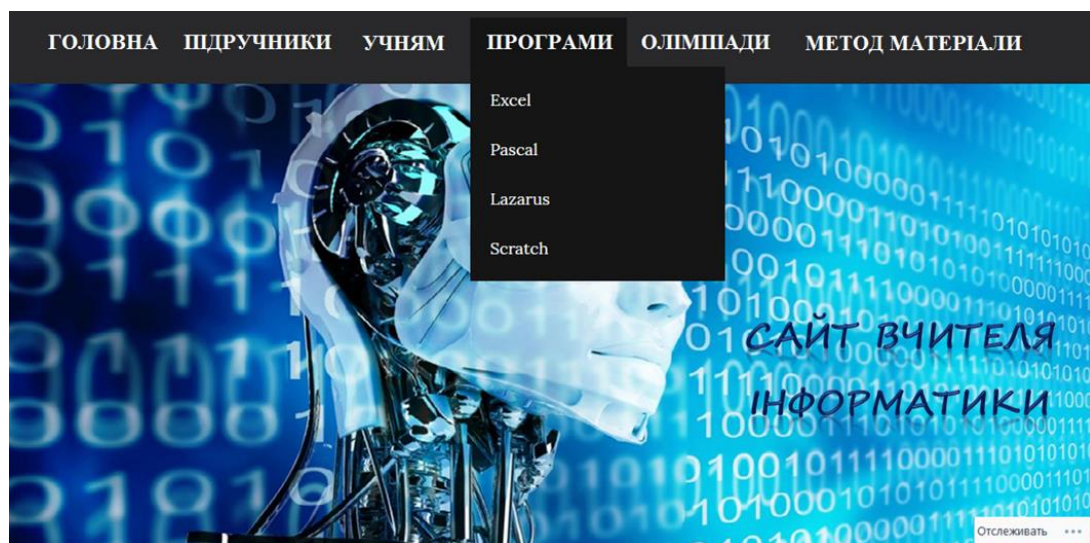 ГОЛОВНА ПІДРУЧНИКИ УЧНЯМ ПРОГРАМИ ОЛІМПІАДИ МЕТОД МАТЕРІАЛИ
Excel
Pascal
Lazarus
Scratch
САЙТ ВЧИТЕЛЯ
ІНФОРМАТИКИ
Отслеживать